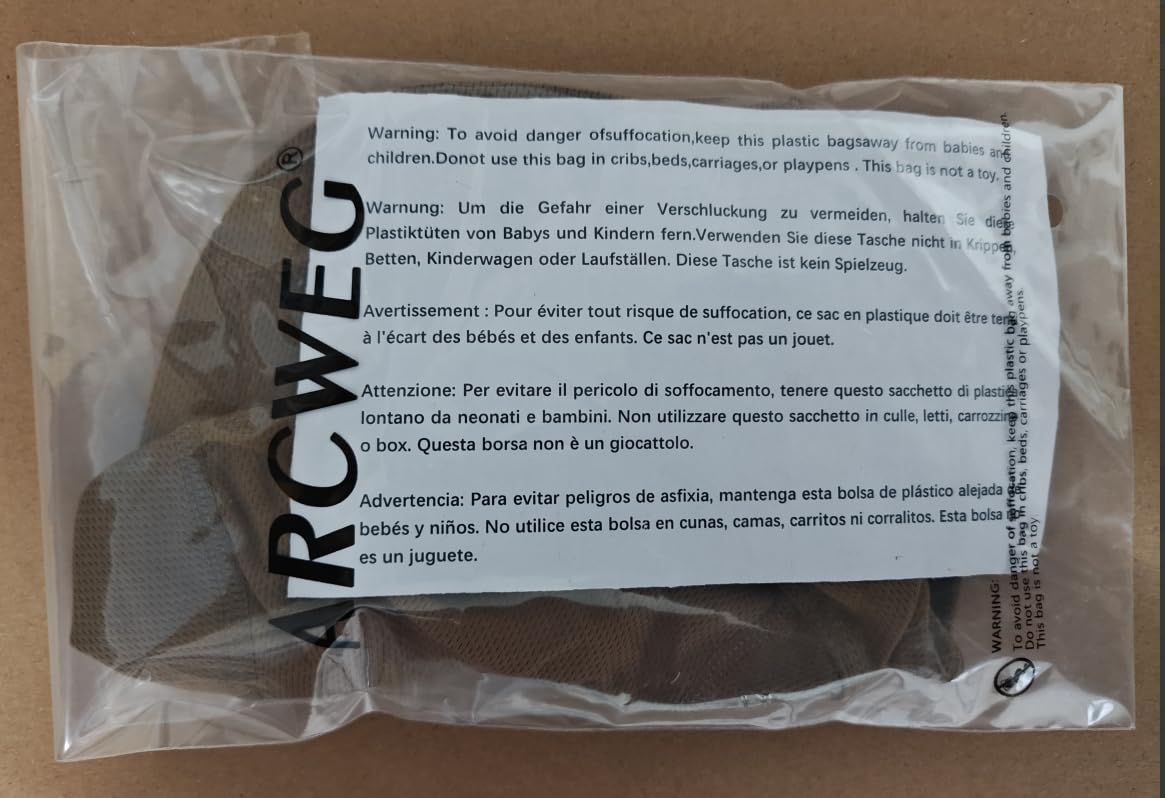 ARCWEG®
Warning: To avoid danger ofsuffocation,keep this plastic bagsaway from babies and
children.Donot use this bag in cribs,beds,carriages,or playpens . This bag is not a toy.
Warnung: Um die Gefahr einer Verschluckung zu vermeiden, halten Sie
Plastiktüten von Babys und Kindern fern.Verwenden Sie diese Tasche nicht in
Betten, Kinderwagen oder Laufställen. Diese Tasche ist kein Spielzeug.
Avertissement : Pour éviter tout risque de suffocation, ce sac en plastique doit être
à l'écart des bébés et des enfants. Ce sac n'est pas un jouet.
Attenzione: Per evitare il pericolo di soffocamento, tenere questo sacchetto di
lontano da neonati e bambini. Non utilizzare questo sacchetto in culle, letti,
o box. Questa borsa non è un giocattolo.
Advertencia: Para evitar peligros de asfixia, mantenga esta bolsa de plástico alejada
bebés y niños. No utilice esta bolsa en cunas, camas, carritos ni corralitos. Esta bolsa
es un juguete.
WARNING:
To avoid danger of suffocation, keep this plastic bag away from babies and children.
Do not use this bag in cribs, beds, carriages or playpens.
This bag is not a toy.